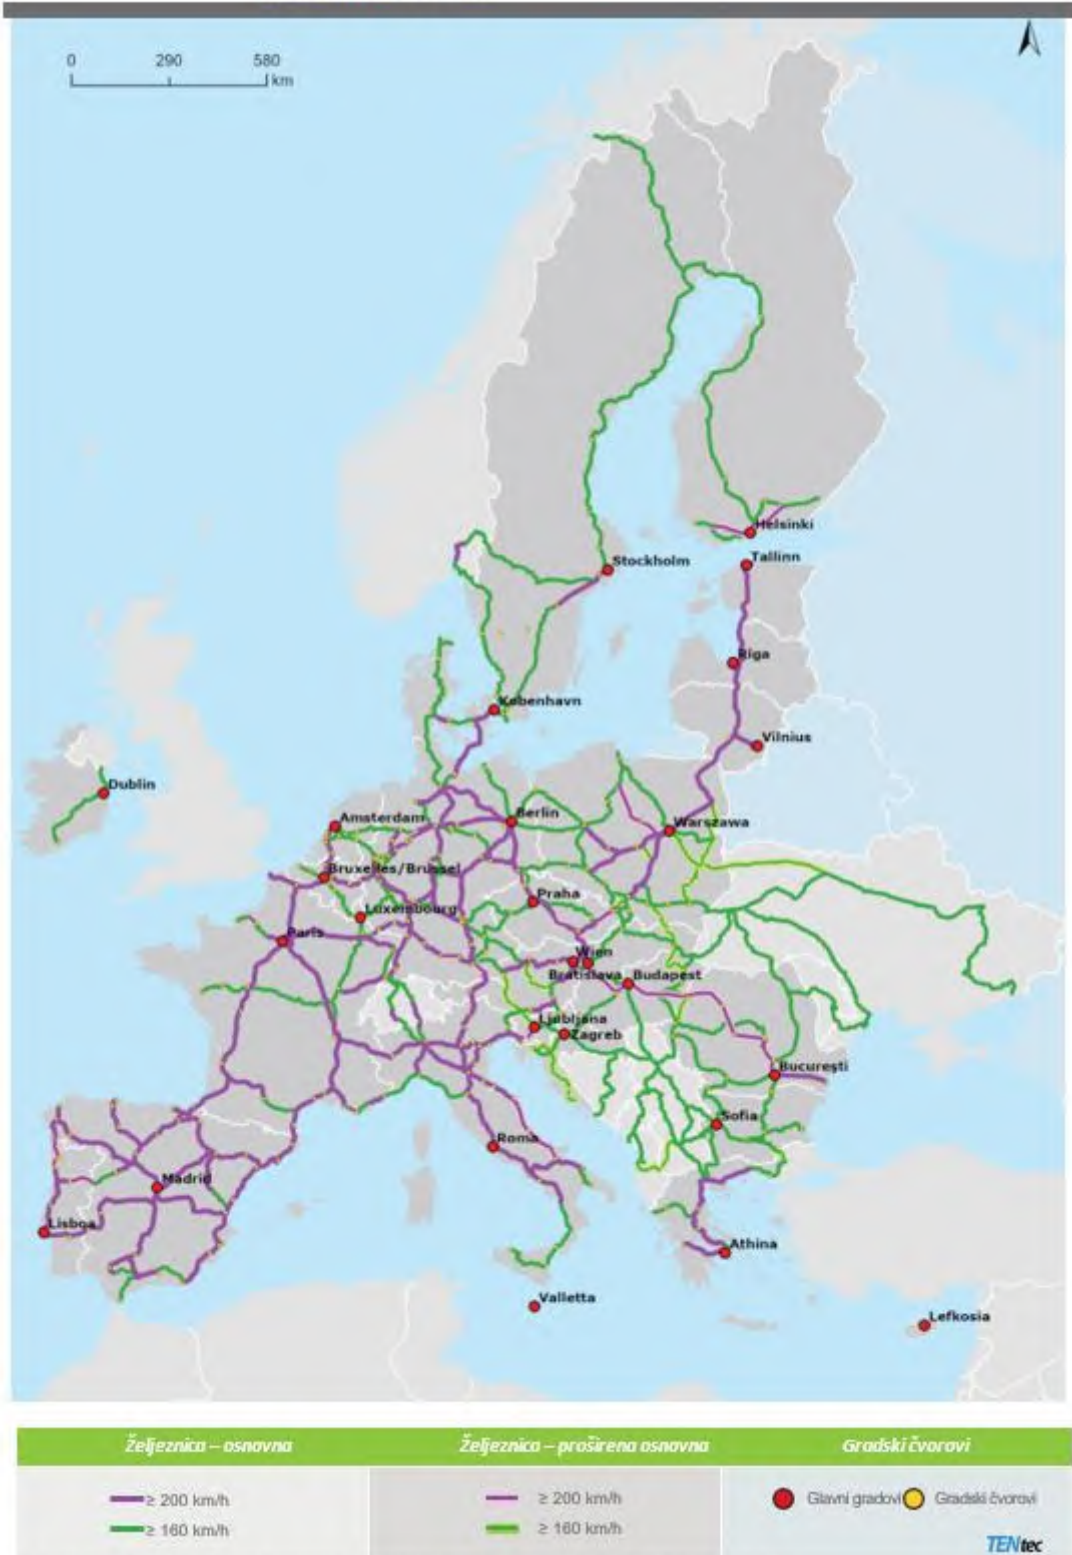 0 290 580
km
Helsinki
Tallinn
Stockholm
Riga
København
Vilnius
Dublin
Amsterdam
Berlin
Warszawa
Bruxelles/Brussel
Praha
Luxembourg
Paris
Wien
Bratislava
Budapest
Ljubljana
Zagreb
București
Sofia
Roma
Madrid
Lisboa
Athina
Valletta
Lefkosia
Željeznica – osnovna
Željeznica – proširena osnovna
Gradski čvorovi
≥ 200 km/h
≥ 200 km/h
Glavni gradovi
Gradski čvorovi
≥ 160 km/h
≥ 160 km/h
TENtec